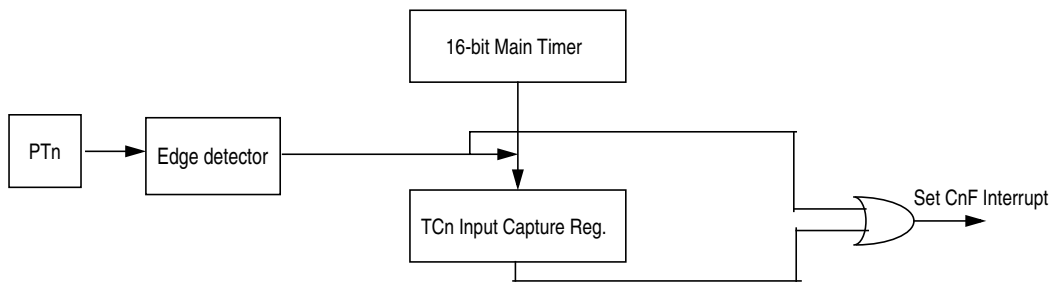 16-bit Main Timer
PTn
Edge detector
TCn Input Capture Reg.
Set CnF Interrupt